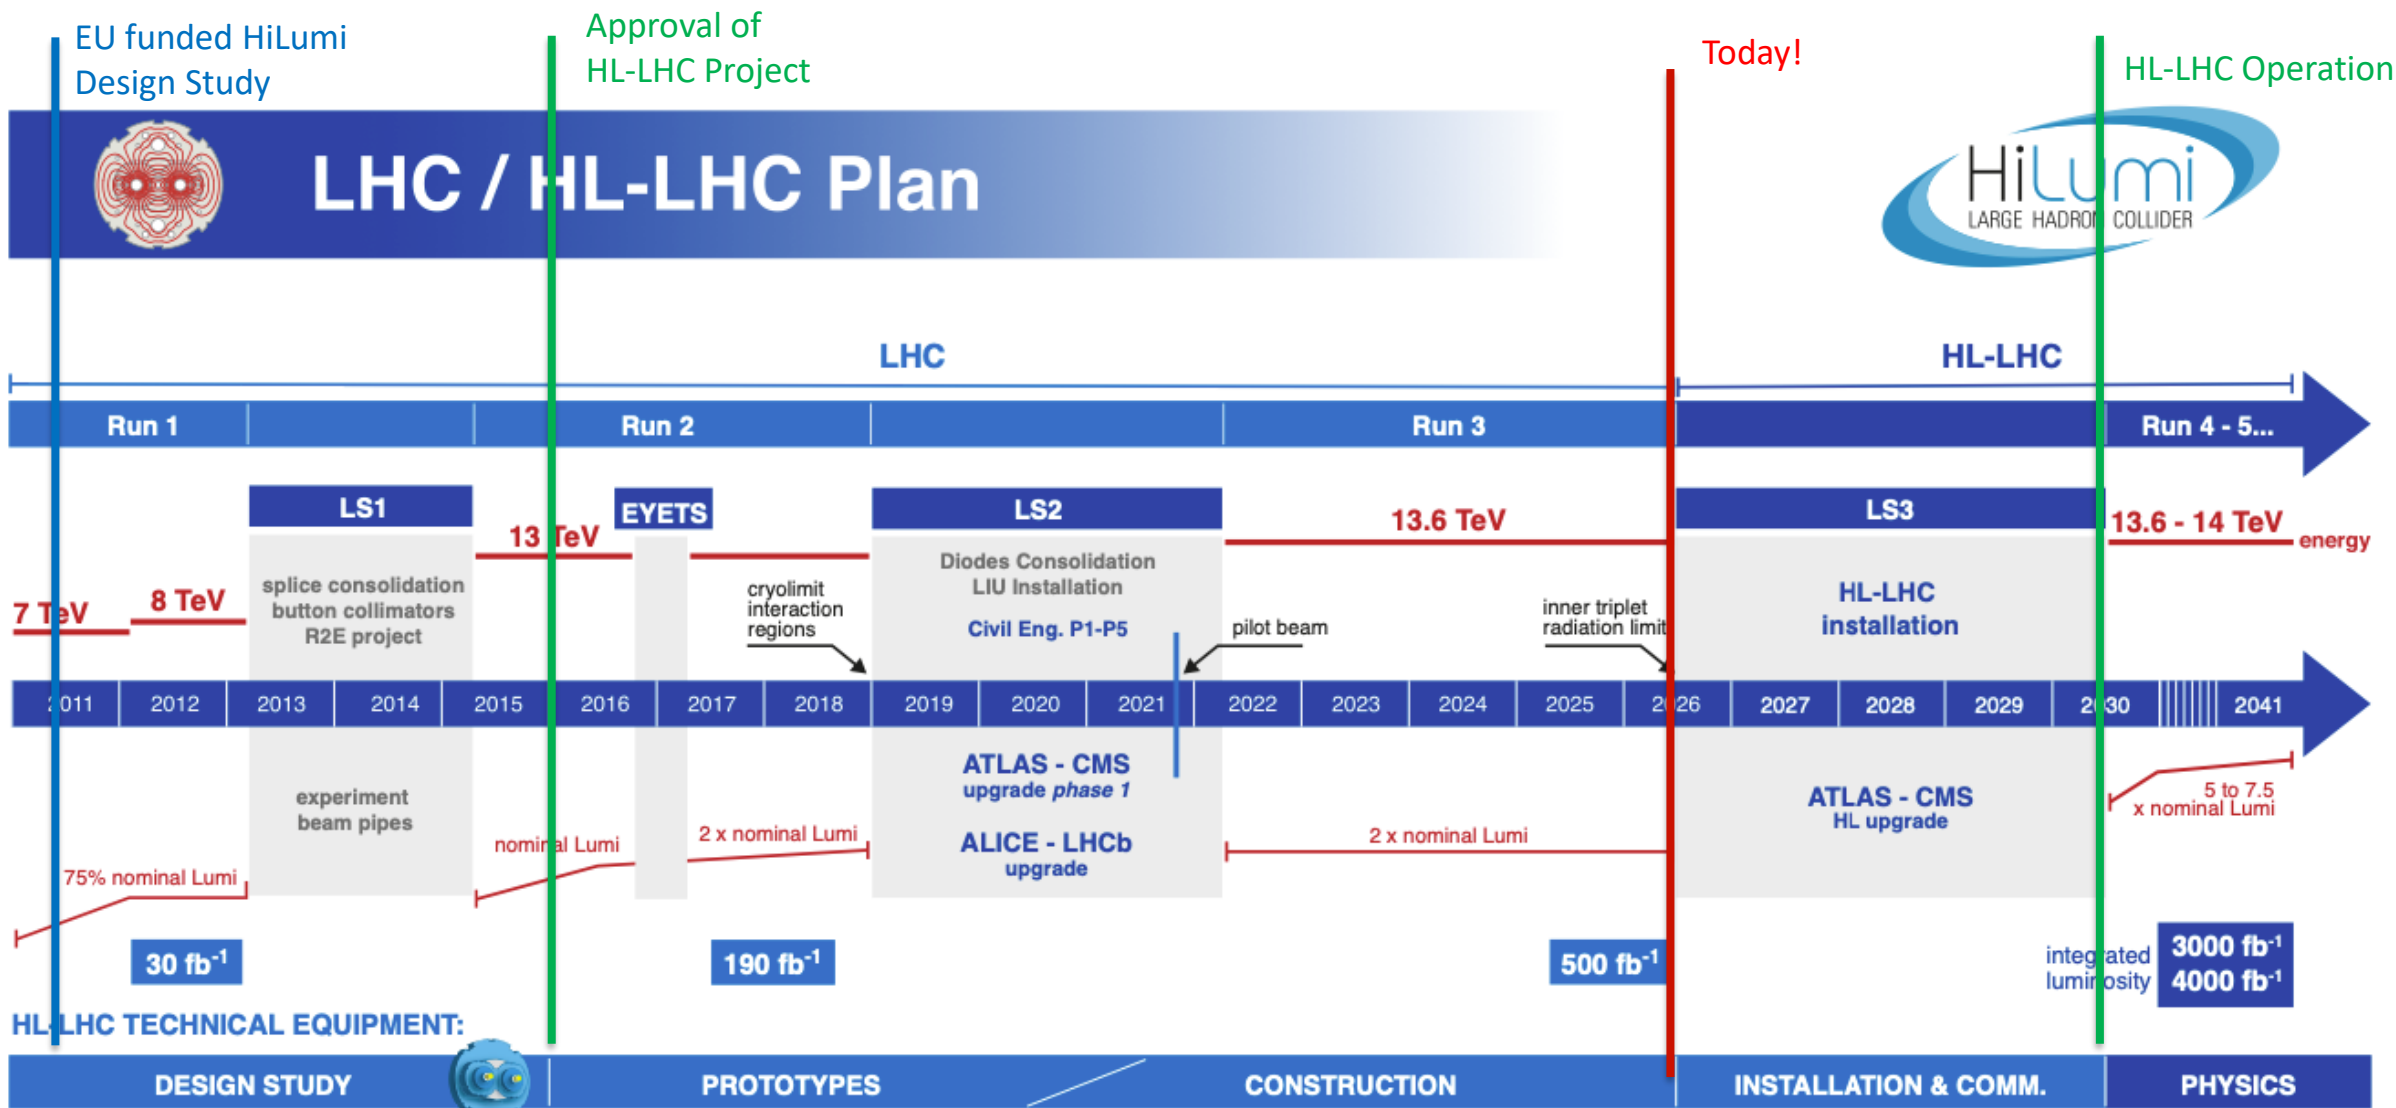 EU funded HiLumi
Design Study
Approval of
HL-LHC Project
Today!
HL-LHC Operation
LHC / HL-LHC Plan
HiLumi
LARGE HADRON COLLIDER
LHC
HL-LHC
Run 1
Run 2
Run 3
Run 4 - 5...
LS1
EYETS
LS2
LS3
13 TeV
13.6 TeV
13.6 - 14 TeV
energy
7 TeV
8 TeV
splice consolidation
button collimators
R2E project
cryolimit
interaction
regions
Diodes Consolidation
LIU Installation
Civil Eng. P1-P5
pilot beam
inner triplet
radiation limit
HL-LHC
installation
2011
2012
2013
2014
2015
2016
2017
2018
2019
2020
2021
2022
2023
2024
2025
2026
2027
2028
2029
2030
2041
experiment
beam pipes
ATLAS - CMS
upgrade phase 1
ALICE - LHCb
upgrade
ATLAS - CMS
HL upgrade
5 to 7.5
x nominal Lumi
75% nominal Lumi
nominal Lumi
2 x nominal Lumi
2 x nominal Lumi
30 fb⁻¹
190 fb⁻¹
500 fb⁻¹
integrated
luminosity
3000 fb⁻¹
4000 fb⁻¹
HL-LHC TECHNICAL EQUIPMENT:
DESIGN STUDY
PROTOTYPES
CONSTRUCTION
INSTALLATION & COMM.
PHYSICS